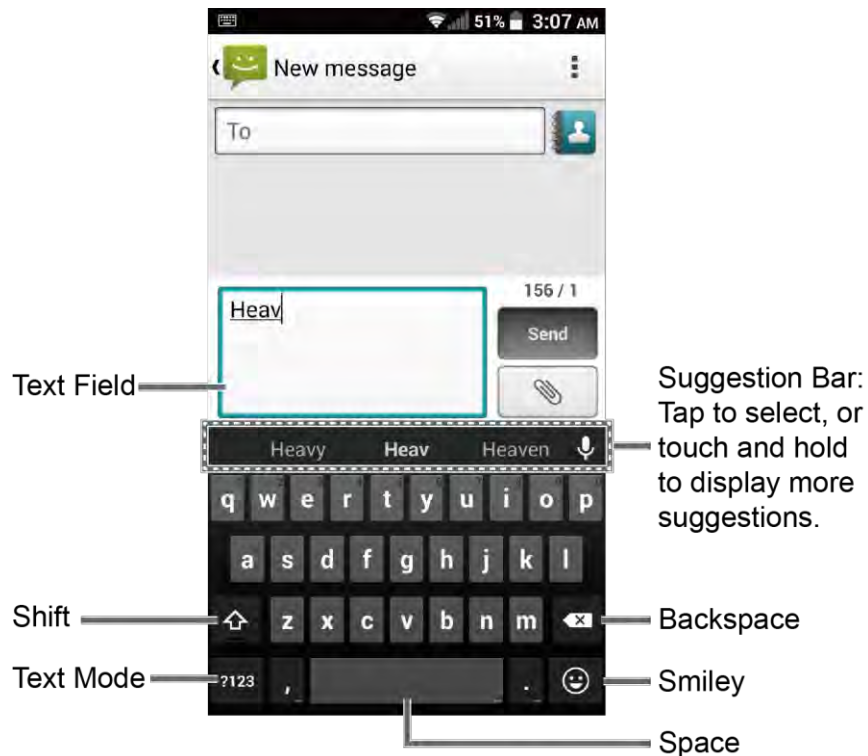 51% 3:07 AM
New message
To
156 / 1
Heav
Send
Text Field
Suggestion Bar:
Tap to select, or
touch and hold
to display more
suggestions.
Heavy Heav Heaven
q w e r t y u i o p
a s d f g h j k l
Shift
z x c v b n m
Backspace
Text Mode
?123 , .
Smiley
Space